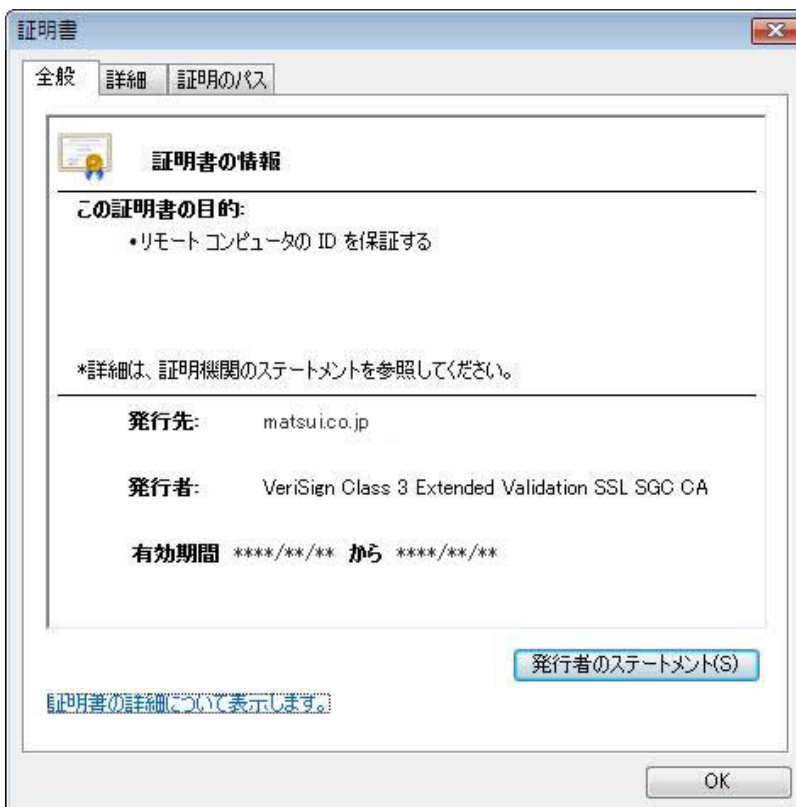 証明書
全般 詳細 証明のパス
証明書の情報
この証明書の目的:
•リモート コンピュータの ID を保証する
*詳細は、証明機関のステートメントを参照してください。
発行先: matsui.co.jp
発行者: VeriSign Class 3 Extended Validation SSL SGC CA
有効期間 ****/**/** から ****/**/**
発行者のステートメント(S)
証明書の詳細について表示します。
OK